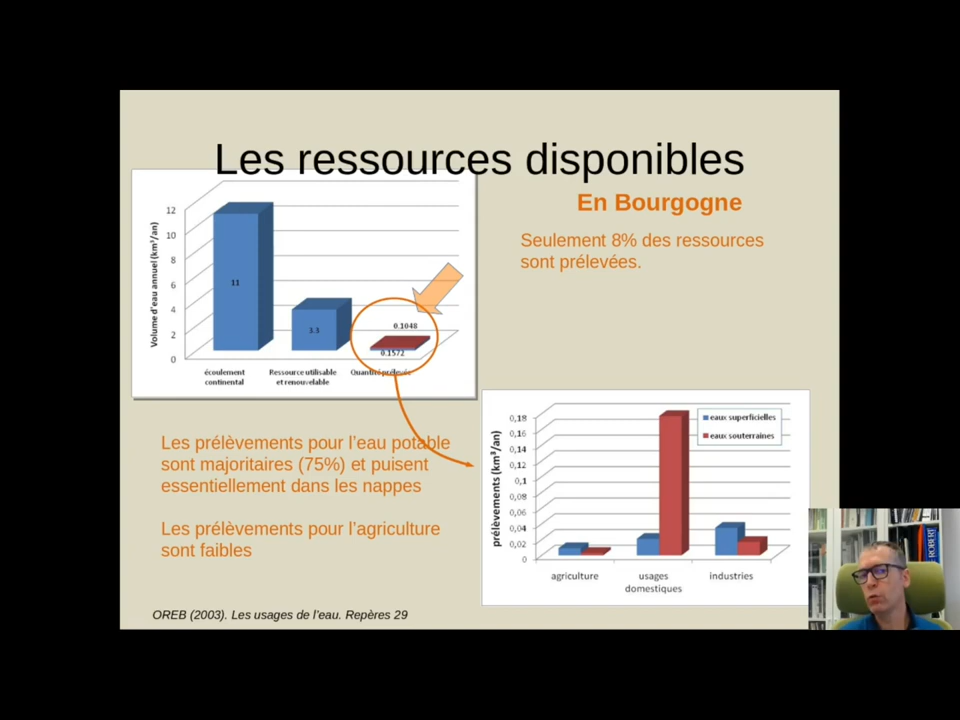 Les ressources disponibles
En Bourgogne
Seulement 8% des ressources
sont prélevées.
Volume d'eau annuel (km³/an)
12
10
8
6
4
2
0
11
3.3
0.1048
0.1572
écoulement
continental
Ressource utilisable
et renouvelable
Quantité prélevée
Les prélèvements pour l'eau potable
sont majoritaires (75%) et puisent
essentiellement dans les nappes
Les prélèvements pour l'agriculture
sont faibles
prélèvements (km³/an)
0,18
0,16
0,14
0,12
0,1
0,08
0,06
0,04
0,02
0
eaux superficielles
eaux souterraines
agriculture
usages
domestiques
industries
OREB (2003). Les usages de l'eau. Repères 29
ROBERT